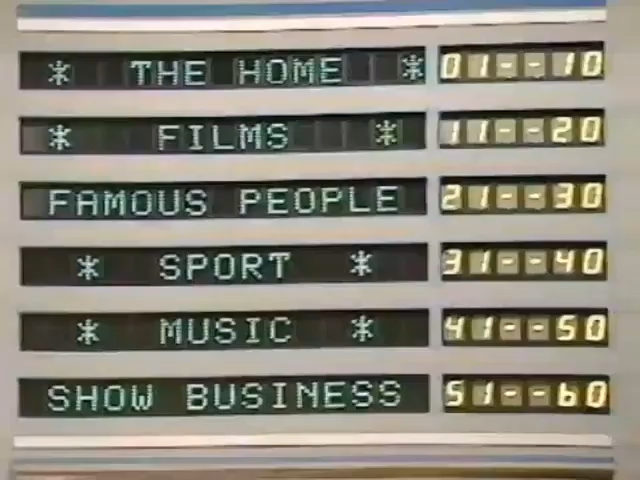 * THE HOME * 01--10
* FILMS * 11--20
FAMOUS PEOPLE 21--30
* SPORT * 31--40
* MUSIC * 41--50
SHOW BUSINESS 51--60